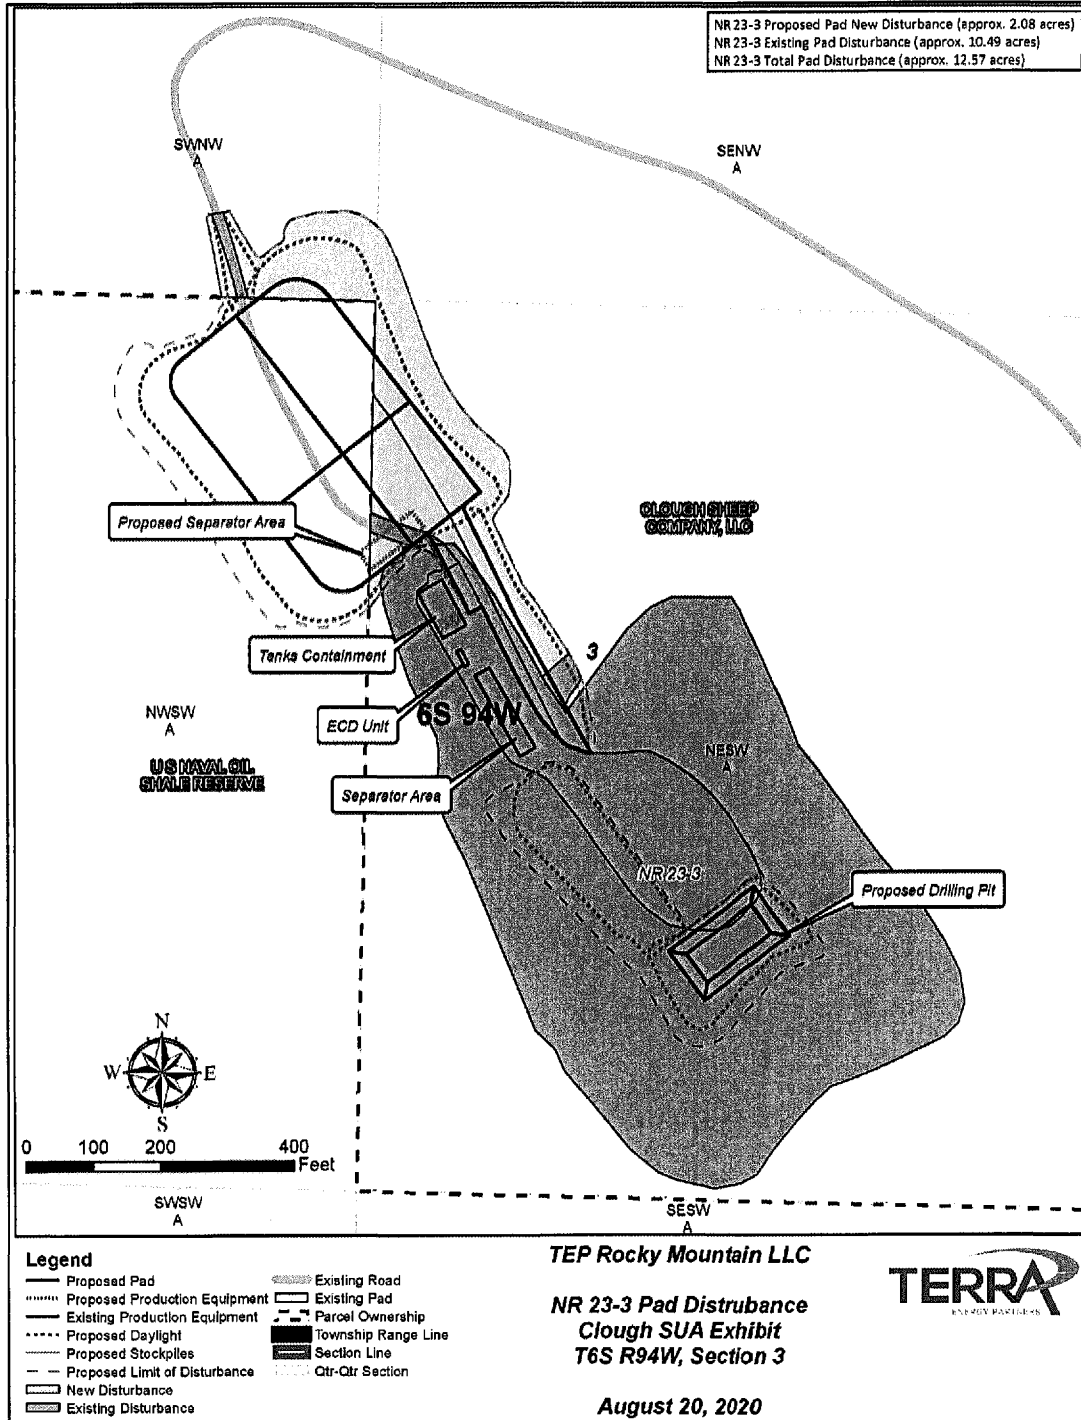 NR 23-3 Proposed Pad New Disturbance (approx. 2.08 acres)
NR 23-3 Existing Pad Disturbance (approx. 10.49 acres)
NR 23-3 Total Pad Disturbance (approx. 12.57 acres)
SWNW
A
SENW
A
Proposed Separator Area
CLOUGH SHEEP
COMPANY, LLC
Tanks Containment
3
ECD Unit
6S 94W
NWSW
A
NESW
A
U S NAVAL OIL
SHALE RESERVE
Separator Area
NR 23-3
Proposed Drilling Pit
N
W E
S
0 100 200 400
Feet
SWSW
A
SESW
A
Legend
Proposed Pad
Proposed Production Equipment
Existing Production Equipment
Proposed Daylight
Proposed Stockpiles
Proposed Limit of Disturbance
New Disturbance
Existing Disturbance
Existing Road
Existing Pad
Parcel Ownership
Township Range Line
Section Line
Qtr-Qtr Section
TEP Rocky Mountain LLC
NR 23-3 Pad Distrubance
Clough SUA Exhibit
T6S R94W, Section 3
August 20, 2020
TERRA
ENERGY PARTNERS